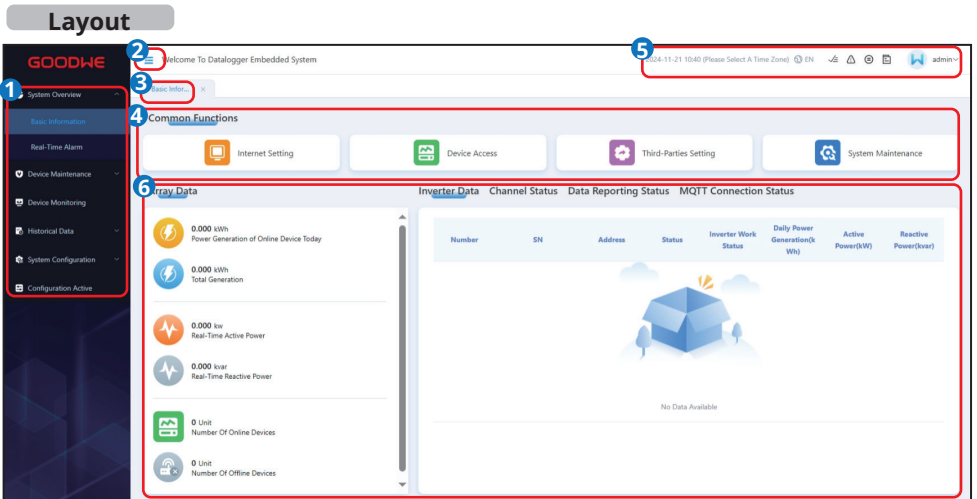 Layout
GOODWE
2
Welcome To Datalogger Embedded System
5
2024-11-21 10:40 (Please Select A Time Zone) EN
admin
1
System Overview
Basic Information
Real-Time Alarm
Device Maintenance
Device Monitoring
Historical Data
System Configuration
Configuration Active
3
Basic Infor...
4
Common Functions
Internet Setting
Device Access
Third-Parties Setting
System Maintenance
6
Array Data
0.000 kWh
Power Generation of Online Device Today
0.000 kWh
Total Generation
0.000 kw
Real-Time Active Power
0.000 kvar
Real-Time Reactive Power
0 Unit
Number Of Online Devices
0 Unit
Number Of Offline Devices
Inverter Data Channel Status Data Reporting Status MQTT Connection Status
Number
SN
Address
Status
Inverter Work
Status
Daily Power
Generation(k
Wh)
Active
Power(kW)
Reactive
Power(kvar)
No Data Available